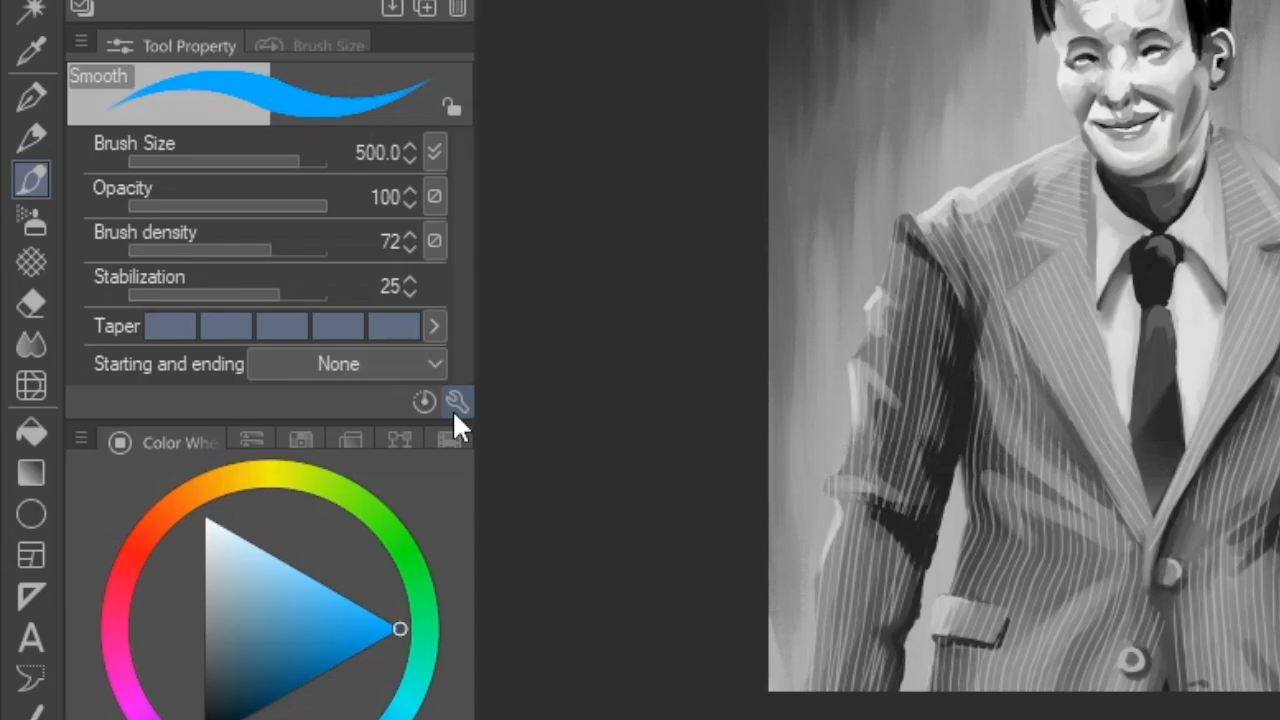 Tool Property
Brush Size
Smooth
Brush Size 500.0
Opacity 100
Brush density 72
Stabilization 25
Taper
Starting and ending None
Color Whe